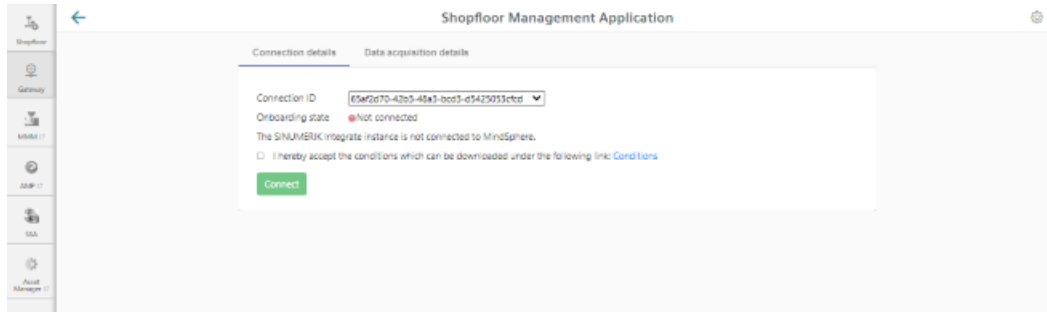 Shopfloor Management Application
Shopfloor
Gateway
MMM
AMP
SSA
Asset
Manager
Connection details Data acquisition details
Connection ID
Onboarding state Not connected
The SINUMERIK Integrate instance is not connected to MindSphere.
I hereby accept the conditions which can be downloaded under the following link: Conditions
Connect